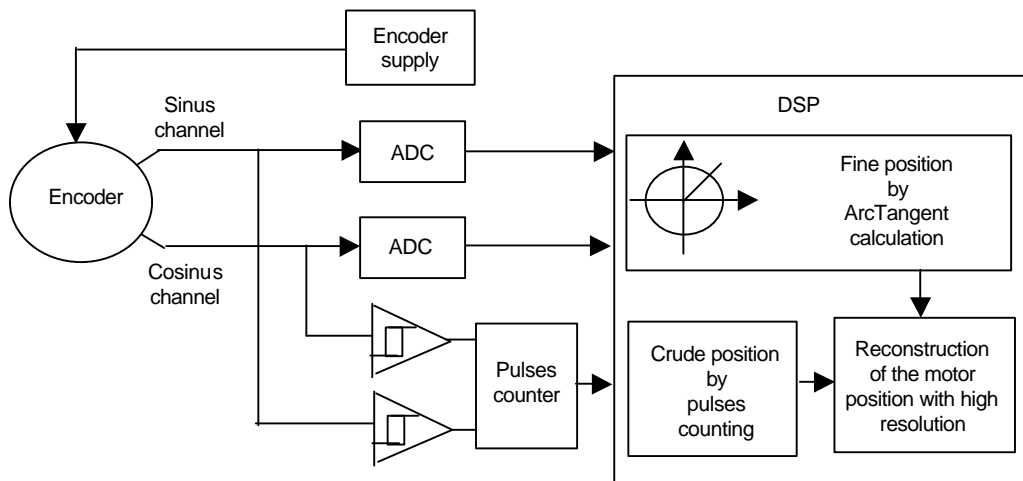 Encoder
supply
DSP
Sinus
channel
ADC
Fine position
by
ArcTangent
calculation
Encoder
ADC
Cosinus
channel
Pulses
counter
Crude position
by
pulses
counting
Reconstruction
of the motor
position with high
resolution